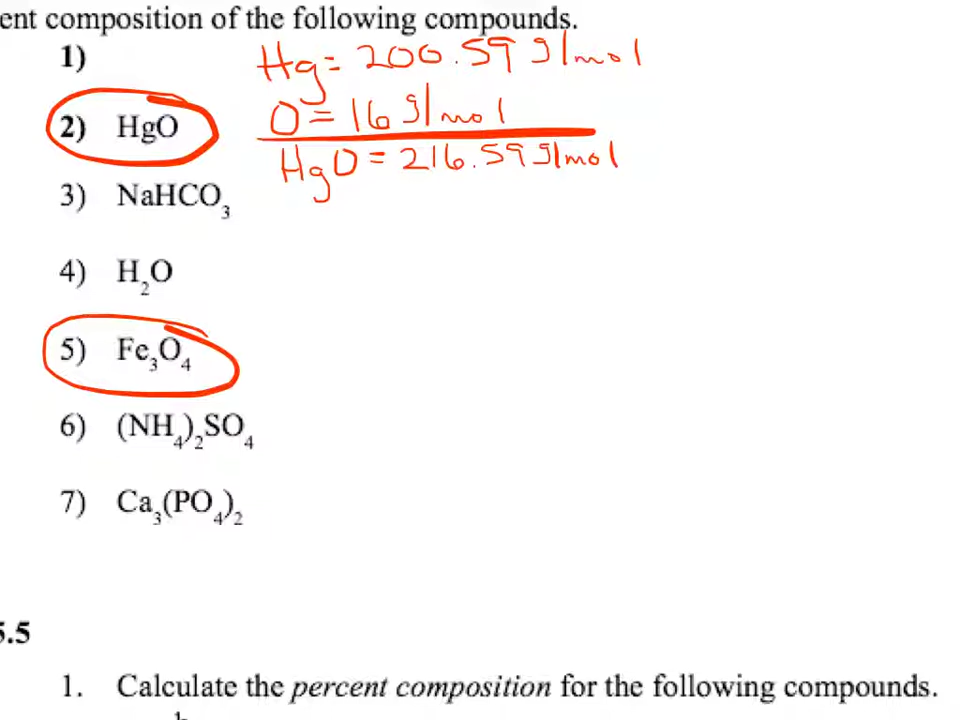 ent composition of the following compounds.
1)
Hg = 200.59 g/mol
2) HgO
O = 16 g/mol
HgO = 216.59 g/mol
3) NaHCO₃
4) H₂O
5) Fe₃O₄
6) (NH₄)₂SO₄
7) Ca₃(PO₄)₂
5.5
1. Calculate the percent composition for the following compounds.